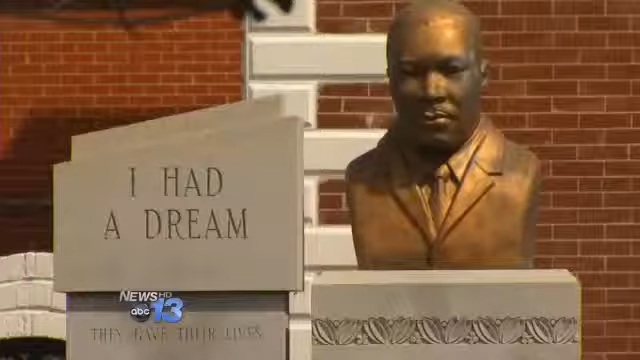 I HAD
A DREAM
NEWS HD
abc 13
THEY GAVE THEIR LIVES